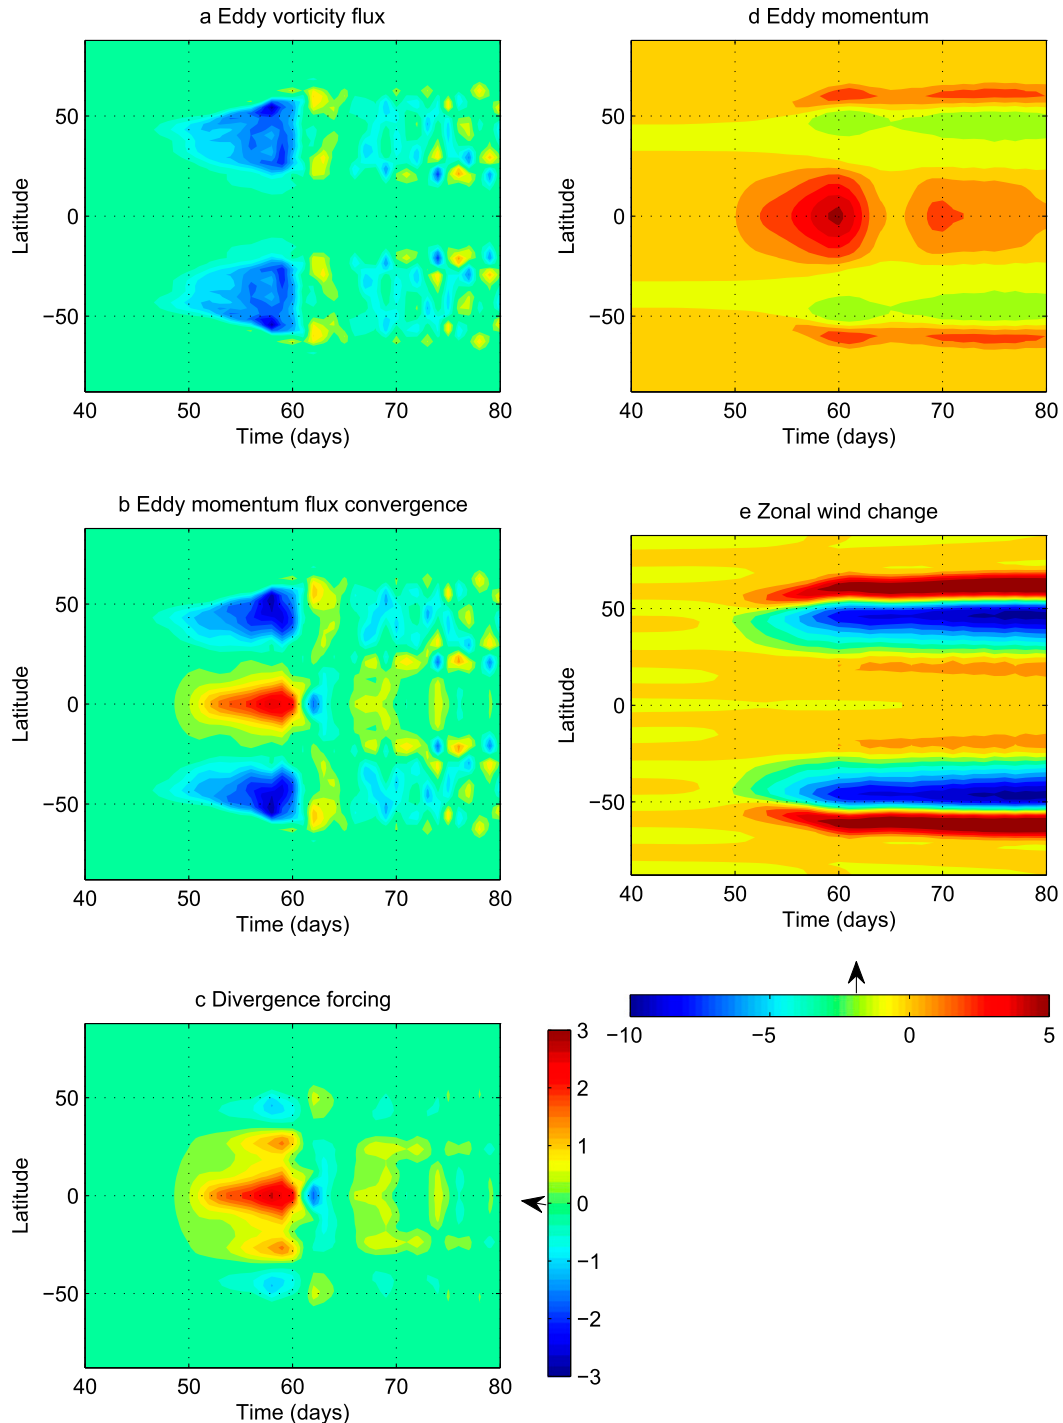 a Eddy vorticity flux
50
0
−50
Latitude
40 50 60 70 80
Time (days)
d Eddy momentum
50
0
−50
Latitude
40 50 60 70 80
Time (days)
b Eddy momentum flux convergence
50
0
−50
Latitude
40 50 60 70 80
Time (days)
e Zonal wind change
50
0
−50
Latitude
40 50 60 70 80
Time (days)
−10 −5 0 5
c Divergence forcing
50
0
−50
Latitude
40 50 60 70 80
Time (days)
3
2
1
0
−1
−2
−3